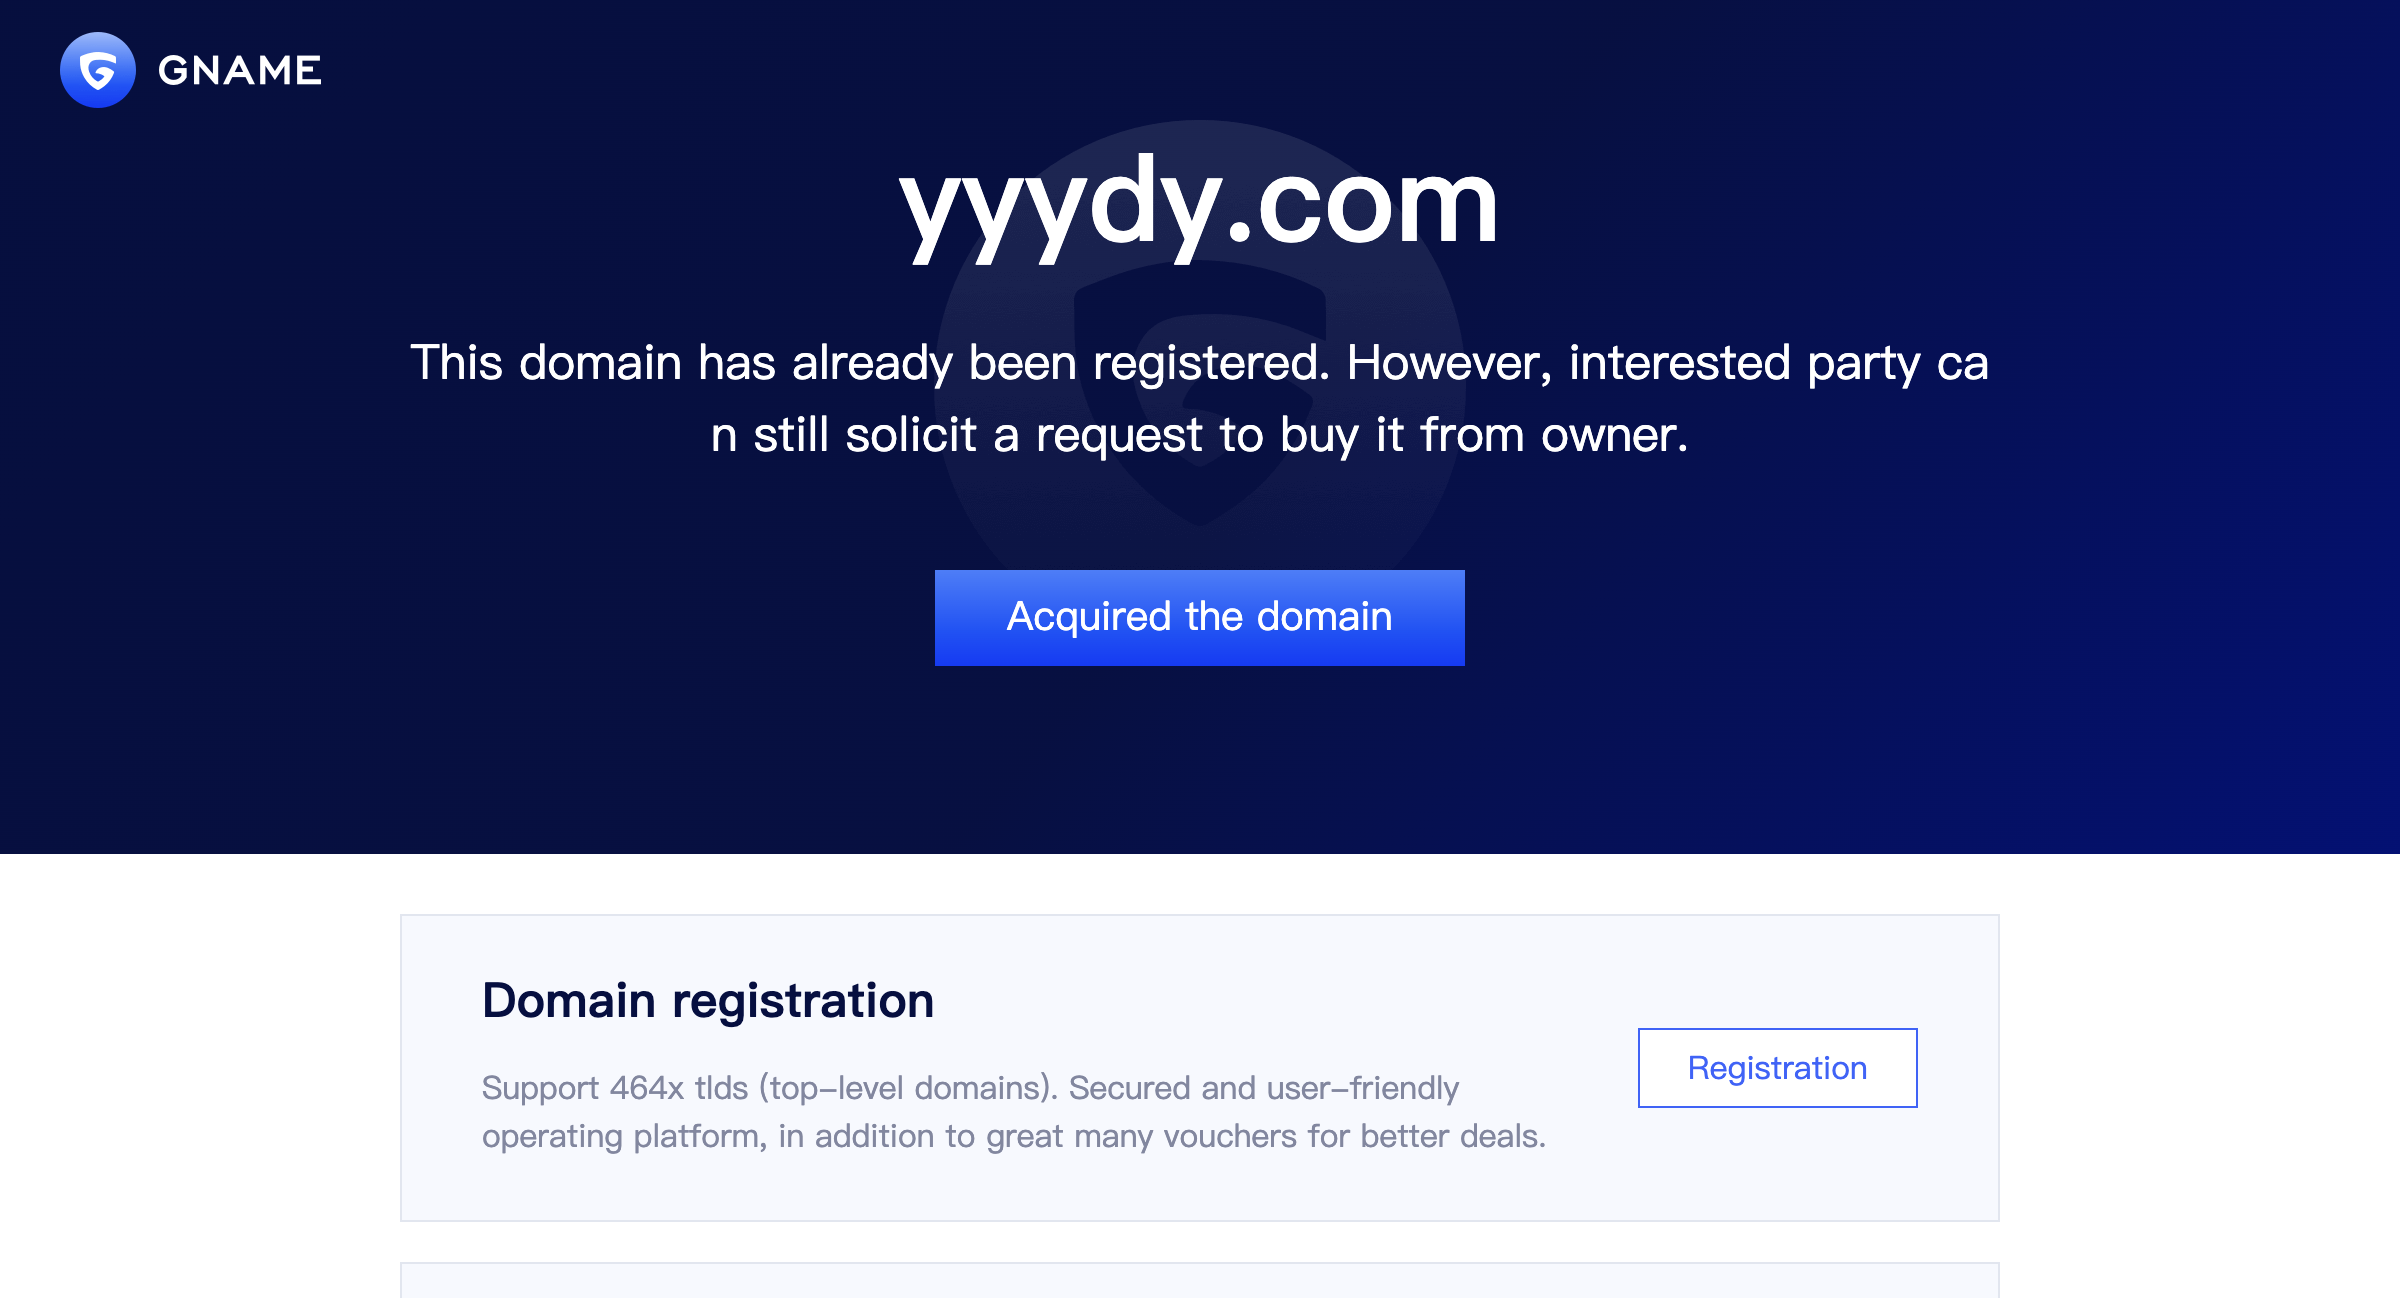 GNAME
yyydy.com
This domain has already been registered. However, interested party ca
n still solicit a request to buy it from owner.
Acquired the domain
Domain registration
Support 464x tlds (top-level domains). Secured and user-friendly
operating platform, in addition to great many vouchers for better deals.
Registration